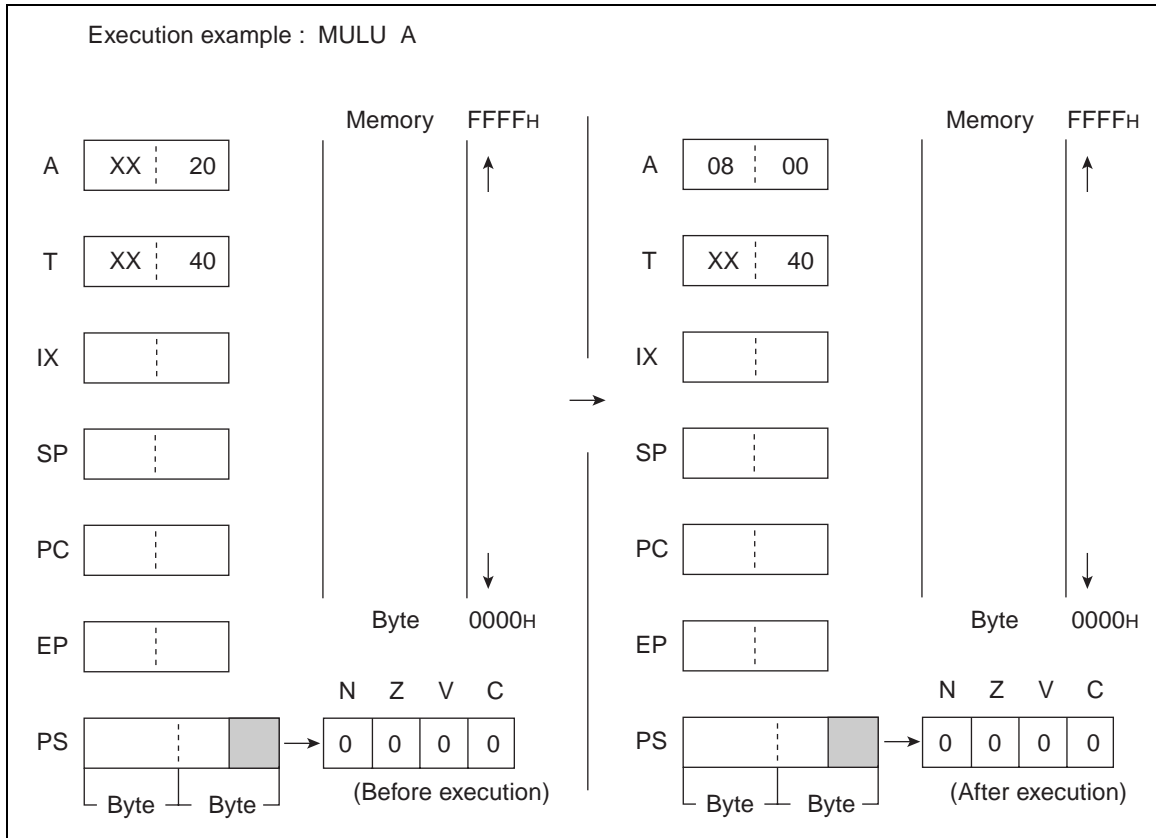 Execution example : MULU A
Memory FFFFH
A XX 20
T XX 40
IX
SP
PC
Byte 0000H
EP
N Z V C
PS 0 0 0 0
Byte Byte (Before execution)
Memory FFFFH
A 08 00
T XX 40
IX
SP
PC
Byte 0000H
EP
N Z V C
PS 0 0 0 0
Byte Byte (After execution)